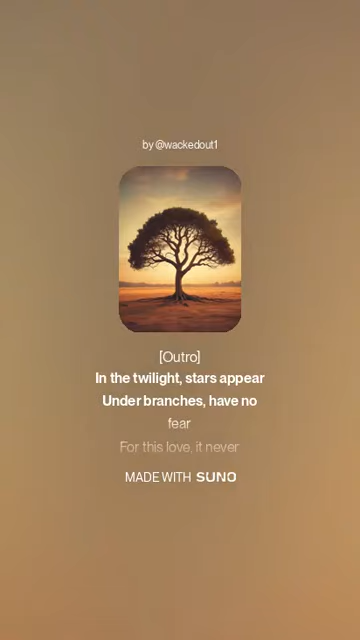 by @wackedout1
[Outro]
In the twilight, stars appear
Under branches, have no
fear
For this love, it never
MADE WITH SUNO